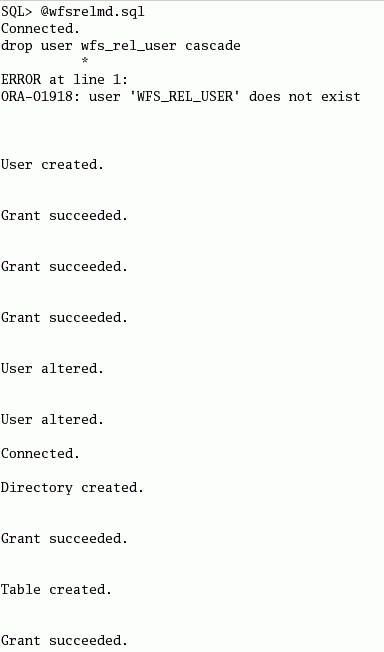 SQL> @wfsrelmd.sql
Connected.
drop user wfs_rel_user cascade
*
ERROR at line 1:
ORA-01918: user 'WFS_REL_USER' does not exist
User created.
Grant succeeded.
Grant succeeded.
Grant succeeded.
User altered.
User altered.
Connected.
Directory created.
Grant succeeded.
Table created.
Grant succeeded.